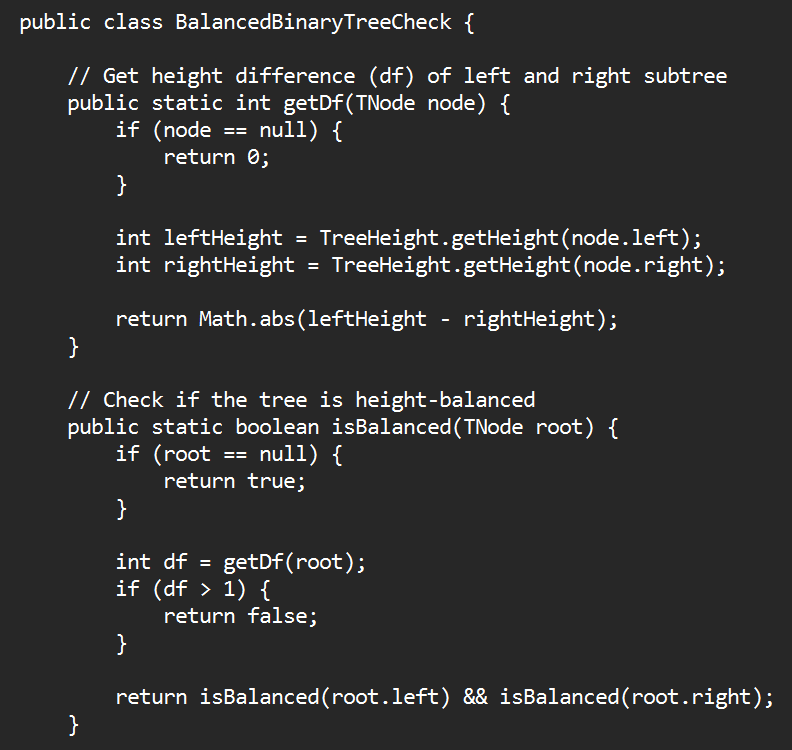 public class BalancedBinaryTreeCheck {
// Get height difference (df) of left and right subtree
public static int getDf(TNode node) {
if (node == null) {
return 0;
}
int leftHeight = TreeHeight.getHeight(node.left);
int rightHeight = TreeHeight.getHeight(node.right);
return Math.abs(leftHeight - rightHeight);
}
// Check if the tree is height-balanced
public static boolean isBalanced(TNode root) {
if (root == null) {
return true;
}
int df = getDf(root);
if (df > 1) {
return false;
}
return isBalanced(root.left) && isBalanced(root.right);
}